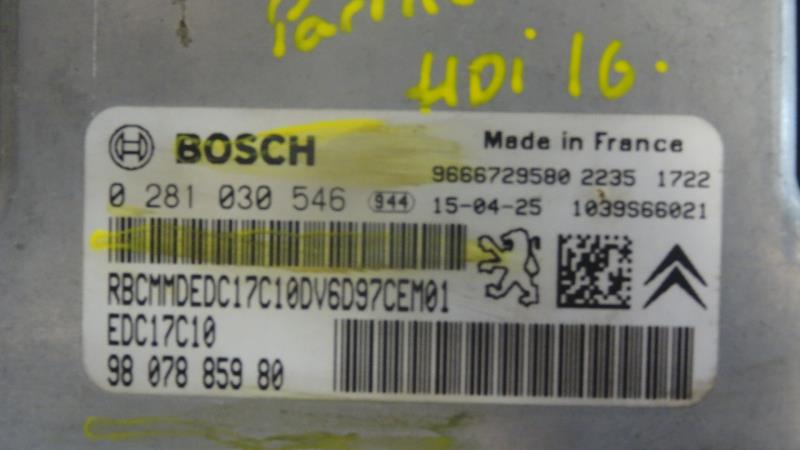 HDi 16.
BOSCH
Made in France
9666729580 2235 1722
0 281 030 546 944 15-04-25 1039S66021
RBCMMDEDC17C10DV6D97CEM01
EDC17C10
98 078 859 80